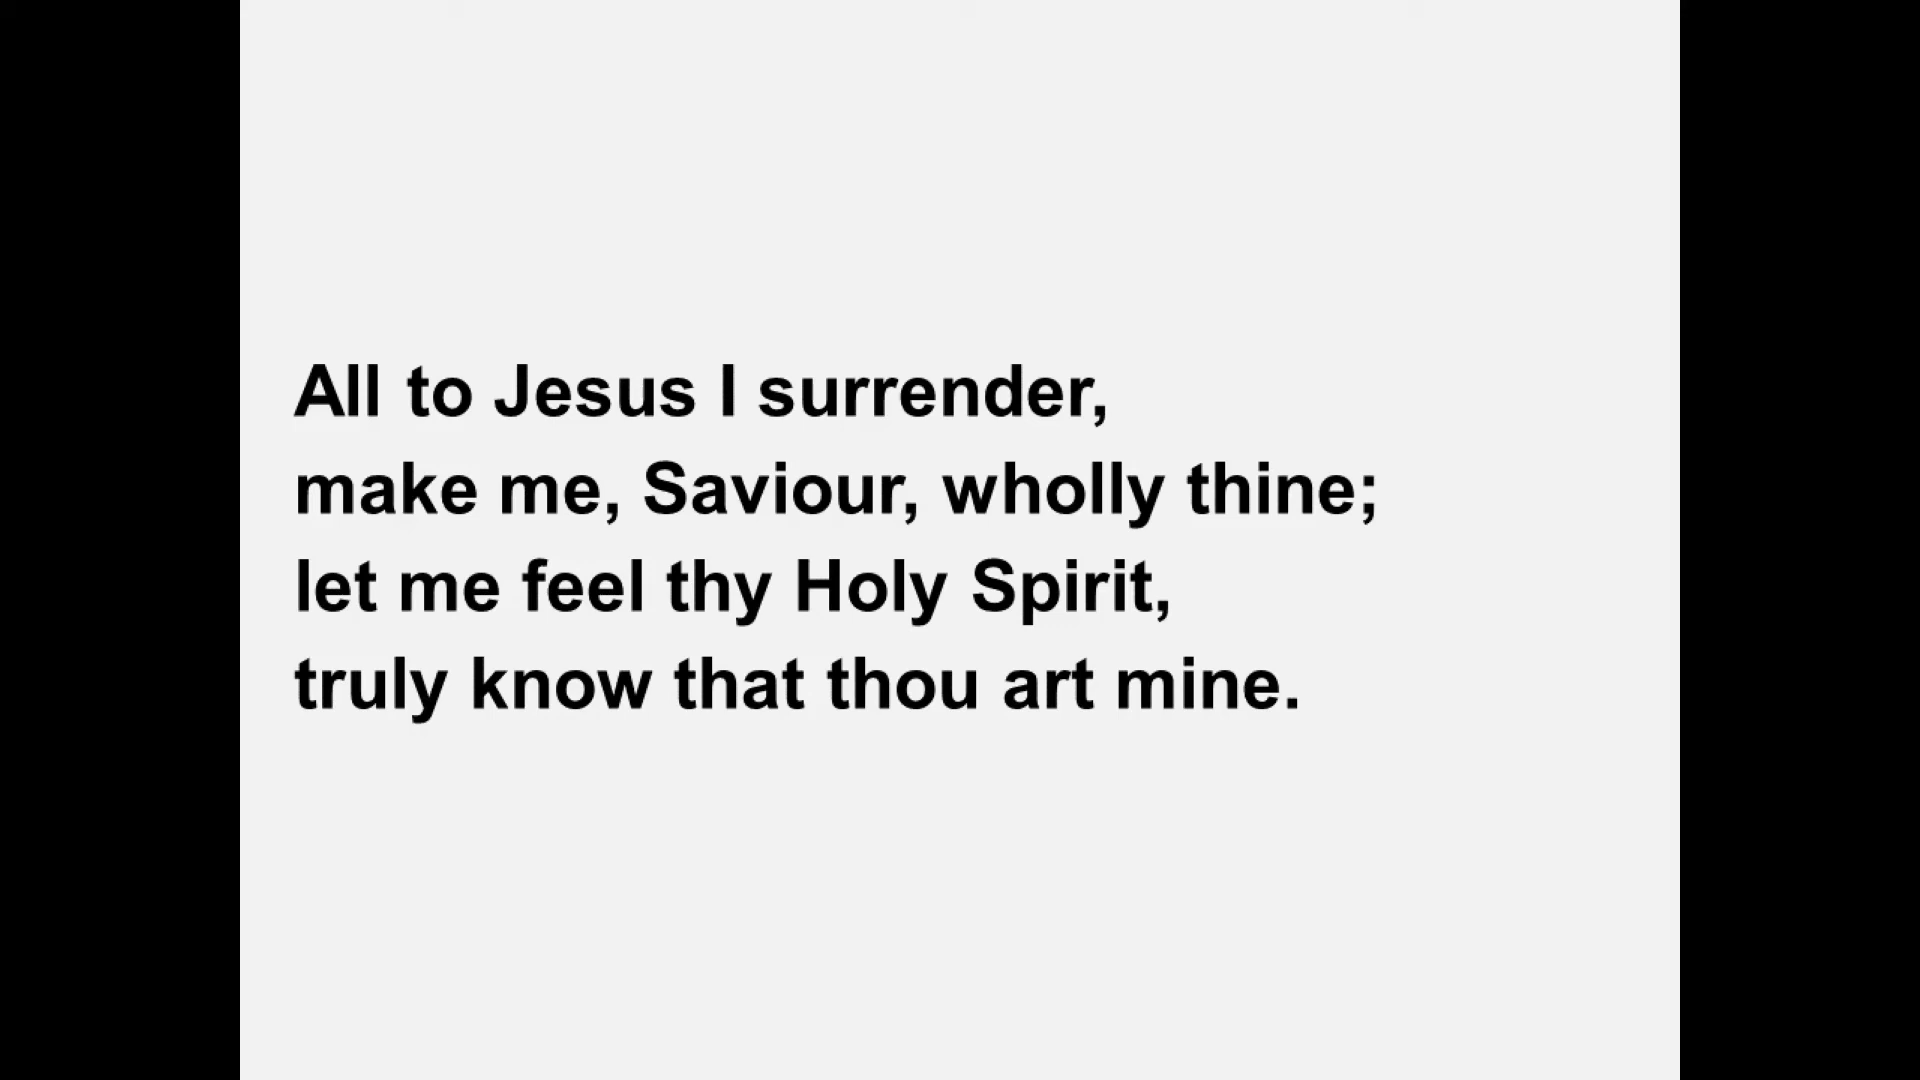 All to Jesus I surrender,
make me, Saviour, wholly thine;
let me feel thy Holy Spirit,
truly know that thou art mine.